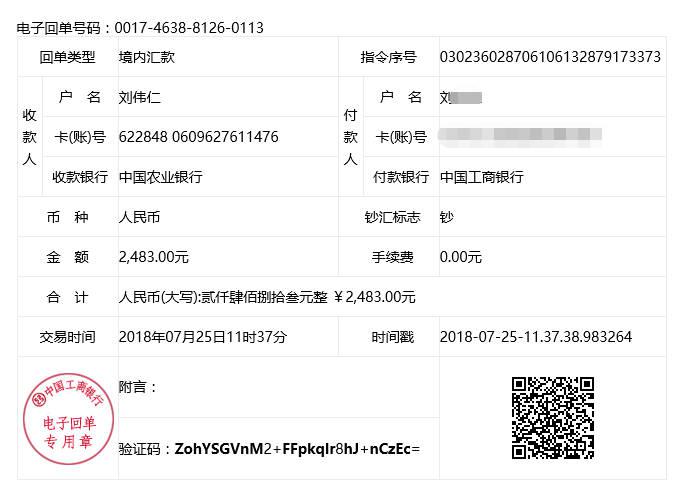 电子回单号码：0017-4638-8126-0113
回单类型 境内汇款 指令序号 030236028706106132879173373
收款人 户 名 刘伟仁 付款人 户 名 刘
卡(账)号 622848 0609627611476 卡(账)号
收款银行 中国农业银行 付款银行 中国工商银行
币 种 人民币 钞汇标志 钞
金 额 2,483.00元 手续费 0.00元
合 计 人民币(大写):贰仟肆佰捌拾叁元整 ￥2,483.00元
交易时间 2018年07月25日11时37分 时间戳 2018-07-25-11.37.38.983264
中国工商银行
电子回单
专用章
附言：
验证码：ZohYSGVnM2+FFpkqIr8hJ+nCzEc=